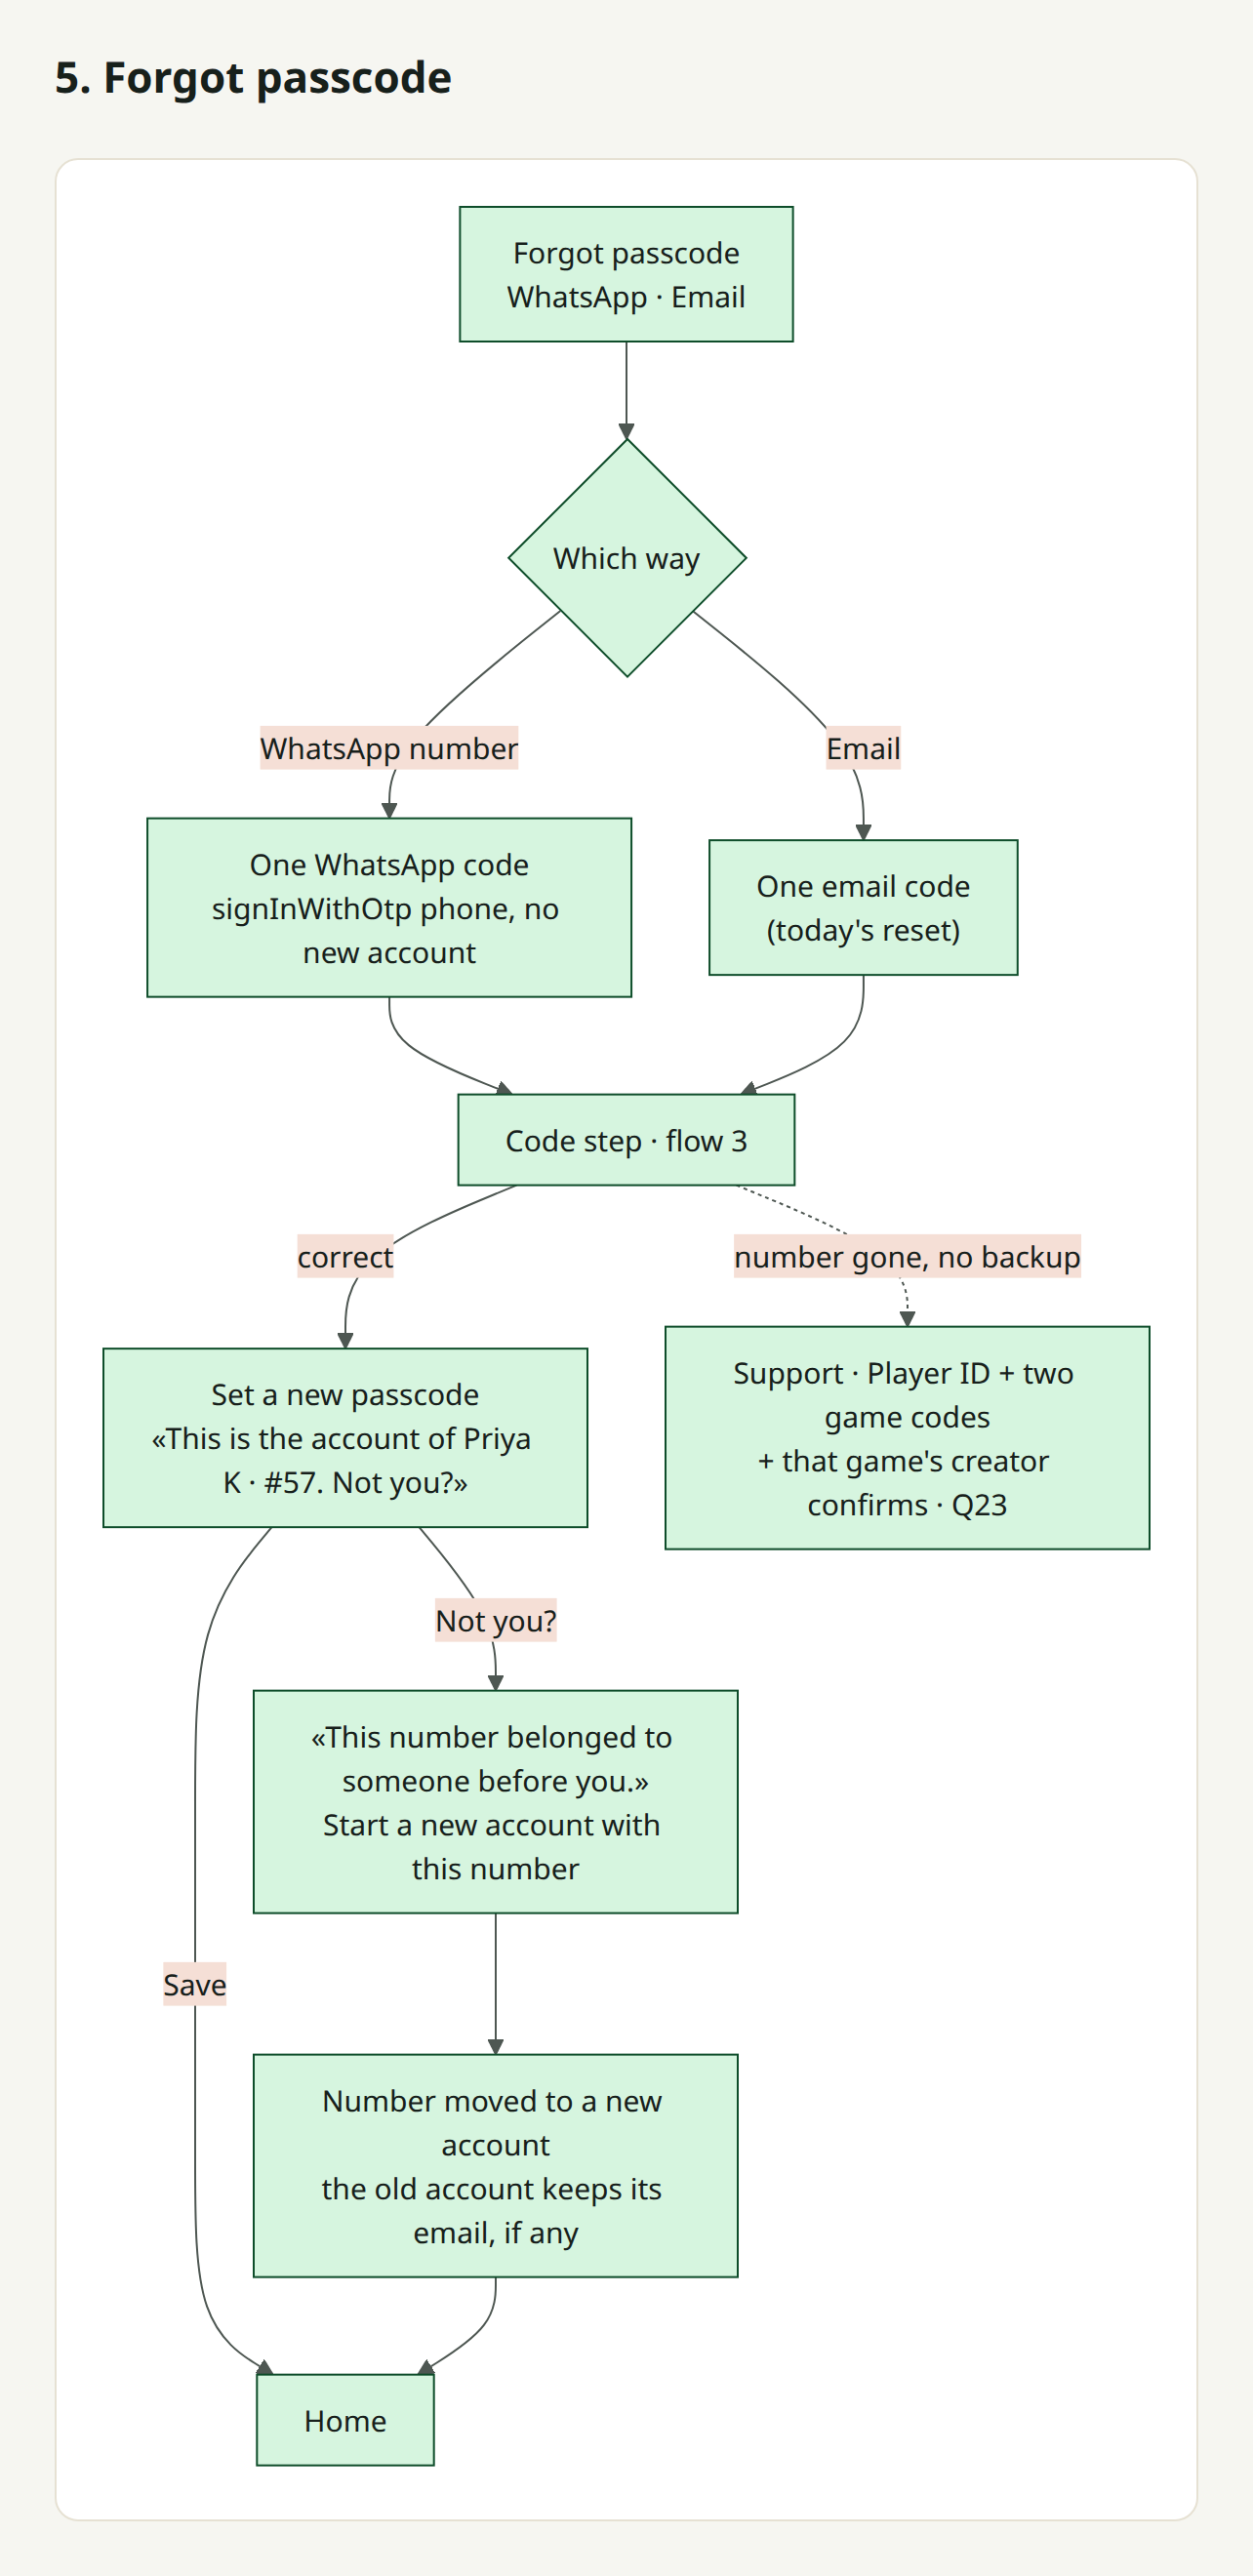 5. Forgot passcode
Forgot passcode
WhatsApp · Email
Which way
WhatsApp number
Email
One WhatsApp code
signInWithOtp phone, no
new account
One email code
(today's reset)
Code step · flow 3
correct
number gone, no backup
Set a new passcode
«This is the account of Priya
K · #57. Not you?»
Support · Player ID + two
game codes
+ that game's creator
confirms · Q23
Not you?
«This number belonged to
someone before you.»
Start a new account with
this number
Save
Number moved to a new
account
the old account keeps its
email, if any
Home